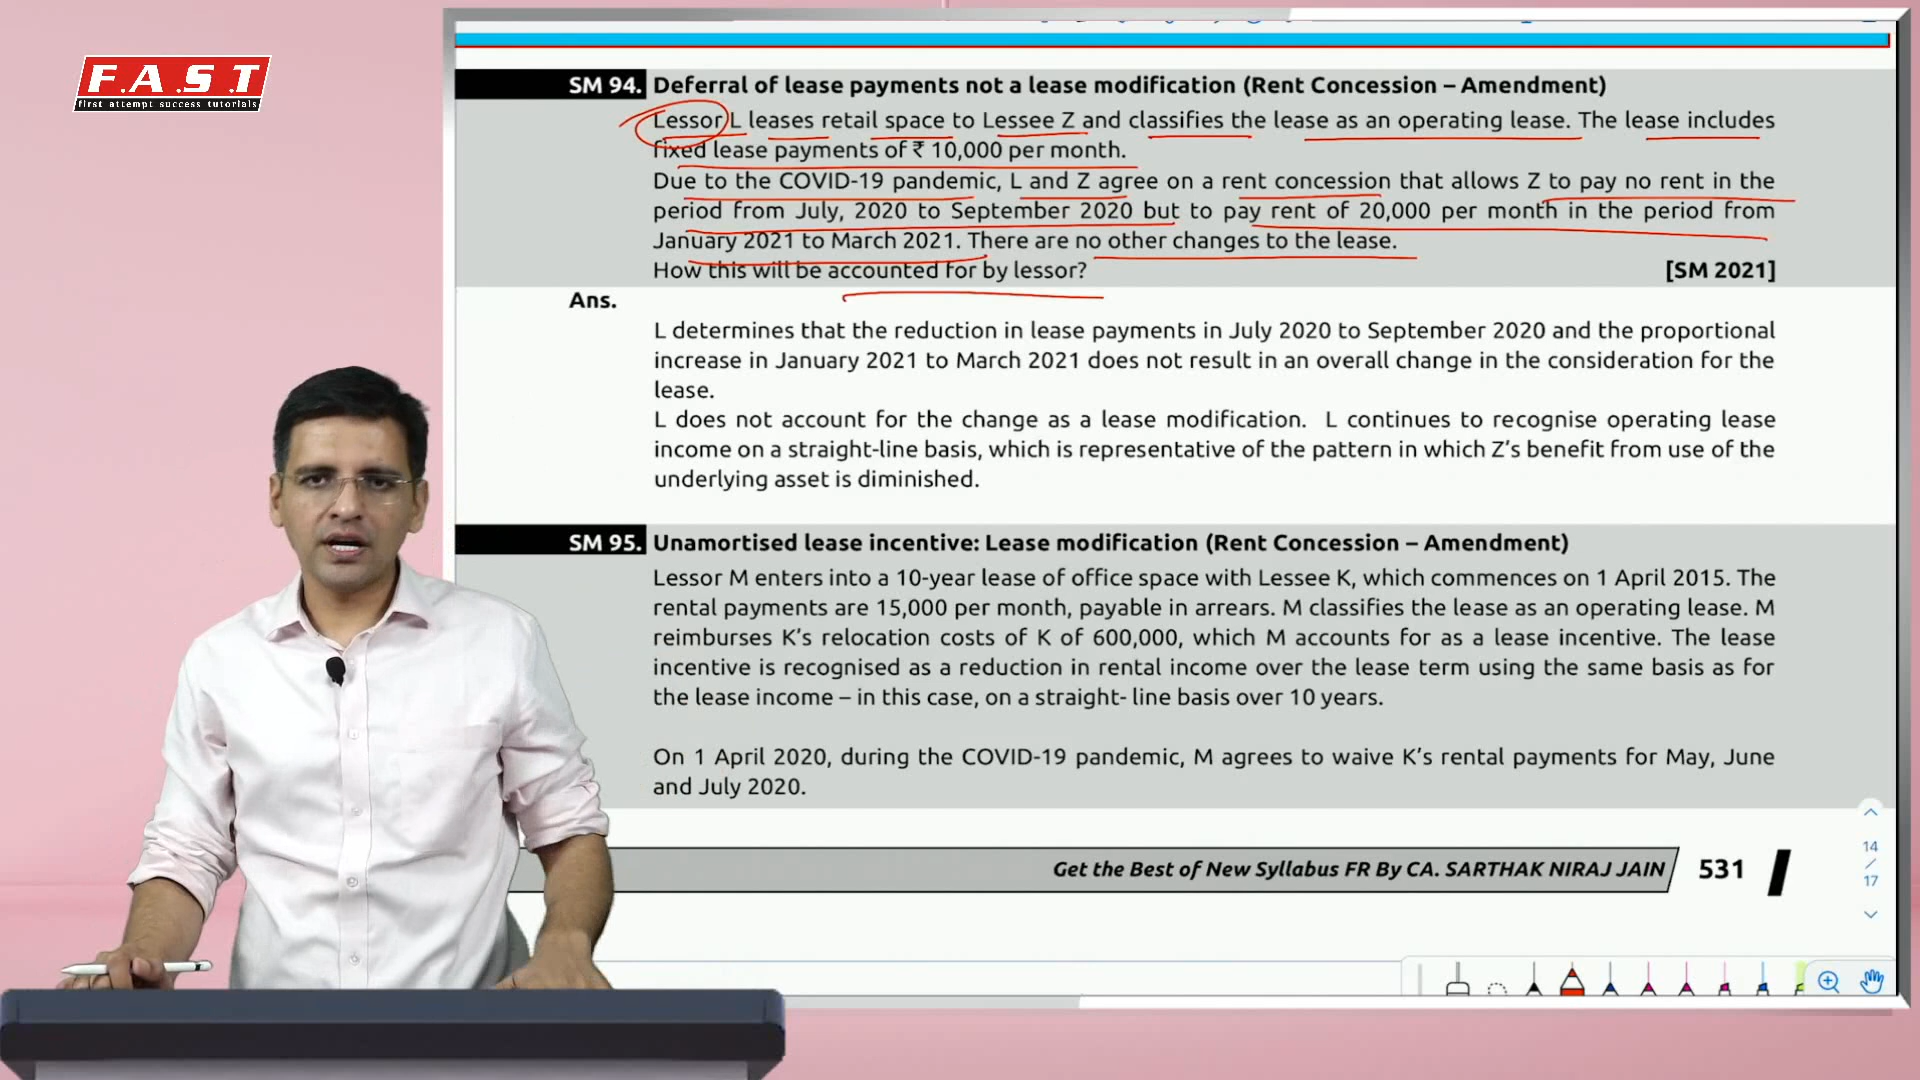 F.A.S.T
first attempt success tutorials
SM 94. Deferral of lease payments not a lease modification (Rent Concession – Amendment)
Lessor L leases retail space to Lessee Z and classifies the lease as an operating lease. The lease includes
fixed lease payments of ₹ 10,000 per month.
Due to the COVID-19 pandemic, L and Z agree on a rent concession that allows Z to pay no rent in the
period from July, 2020 to September 2020 but to pay rent of 20,000 per month in the period from
January 2021 to March 2021. There are no other changes to the lease.
How this will be accounted for by lessor? [SM 2021]
Ans.
L determines that the reduction in lease payments in July 2020 to September 2020 and the proportional
increase in January 2021 to March 2021 does not result in an overall change in the consideration for the
lease.
L does not account for the change as a lease modification. L continues to recognise operating lease
income on a straight-line basis, which is representative of the pattern in which Z's benefit from use of the
underlying asset is diminished.
SM 95. Unamortised lease incentive: Lease modification (Rent Concession – Amendment)
Lessor M enters into a 10-year lease of office space with Lessee K, which commences on 1 April 2015. The
rental payments are 15,000 per month, payable in arrears. M classifies the lease as an operating lease. M
reimburses K's relocation costs of K of 600,000, which M accounts for as a lease incentive. The lease
incentive is recognised as a reduction in rental income over the lease term using the same basis as for
the lease income – in this case, on a straight- line basis over 10 years.
On 1 April 2020, during the COVID-19 pandemic, M agrees to waive K's rental payments for May, June
and July 2020.
Get the Best of New Syllabus FR By CA. SARTHAK NIRAJ JAIN 531
14
/
17